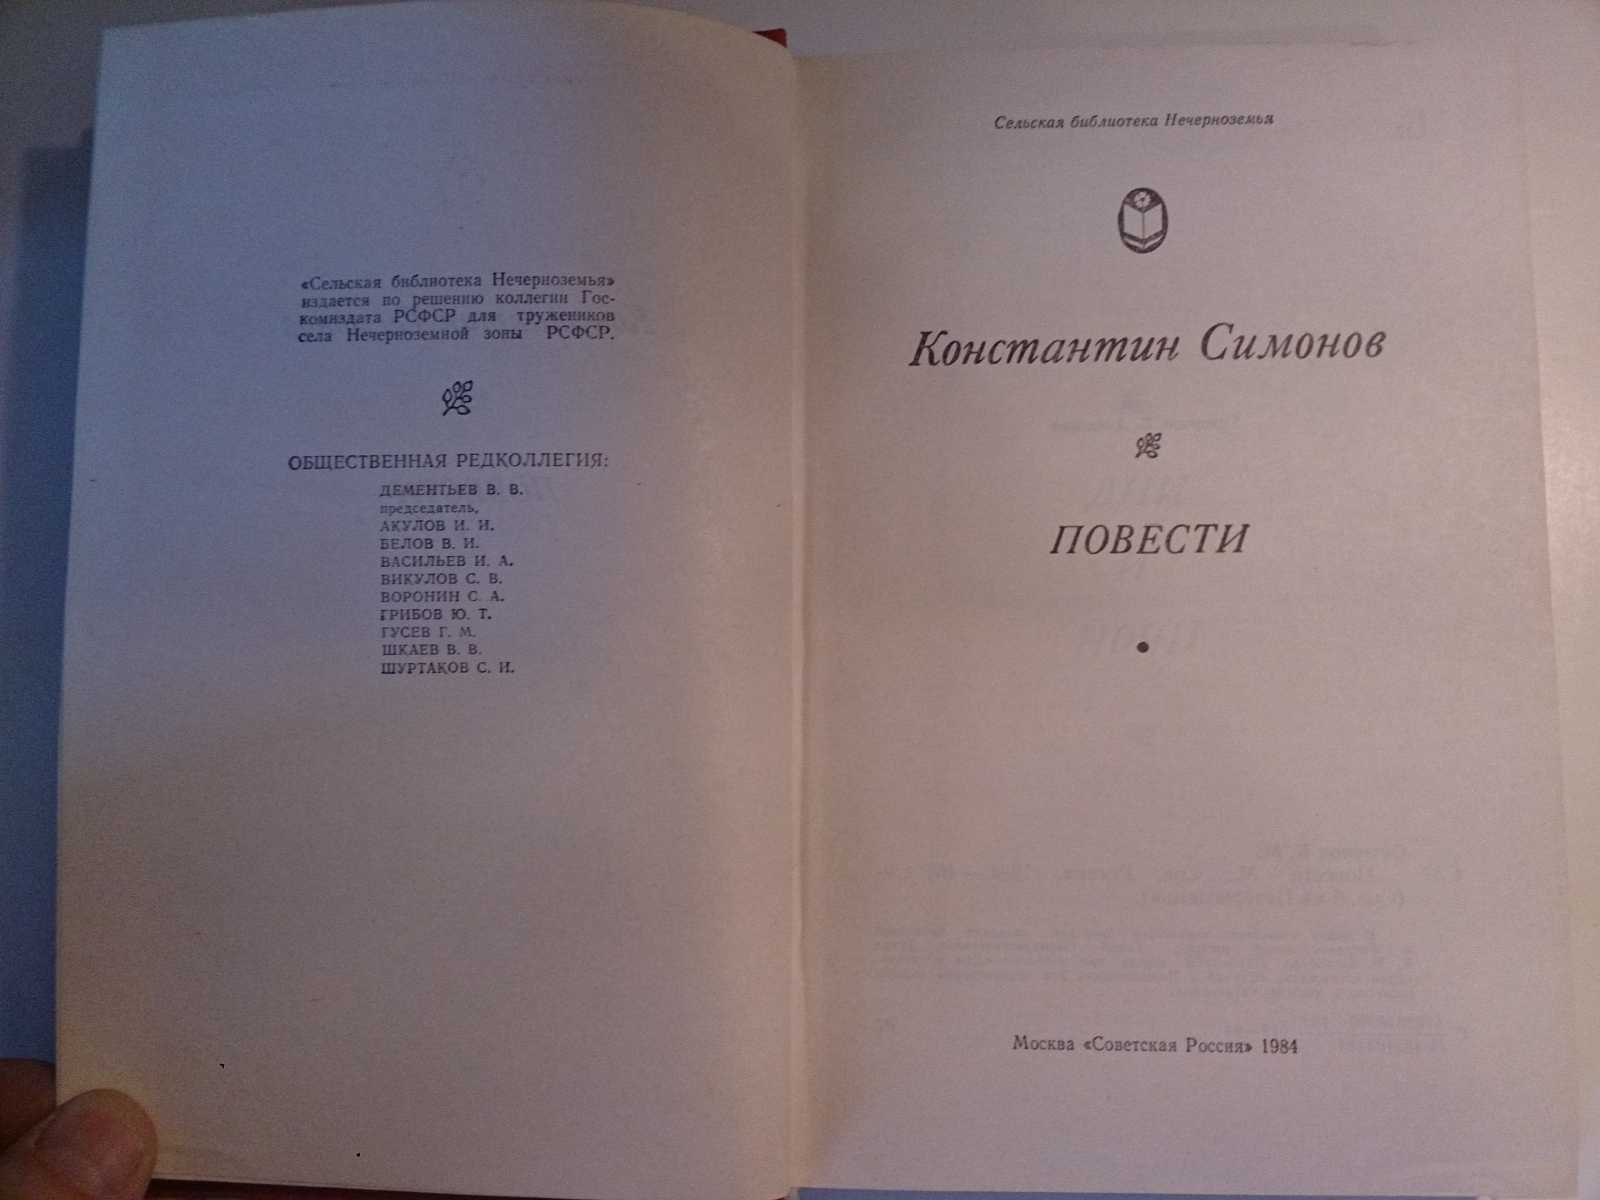 «Сельская библиотека Нечерноземья»
издается по решению коллегии Гос-
комиздата РСФСР для тружеников
села Нечерноземной зоны РСФСР.
ОБЩЕСТВЕННАЯ РЕДКОЛЛЕГИЯ:
ДЕМЕНТЬЕВ В. В.
председатель,
АКУЛОВ И. И.
БЕЛОВ В. И.
ВАСИЛЬЕВ И. А.
ВИКУЛОВ С. В.
ВОРОНИН С. А.
ГРИБОВ Ю. Т.
ГУСЕВ Г. М.
ШКАЕВ В. В.
ШУРТАКОВ С. И.
Сельская библиотека Нечерноземья
Константин Симонов
ПОВЕСТИ
Москва «Советская Россия» 1984